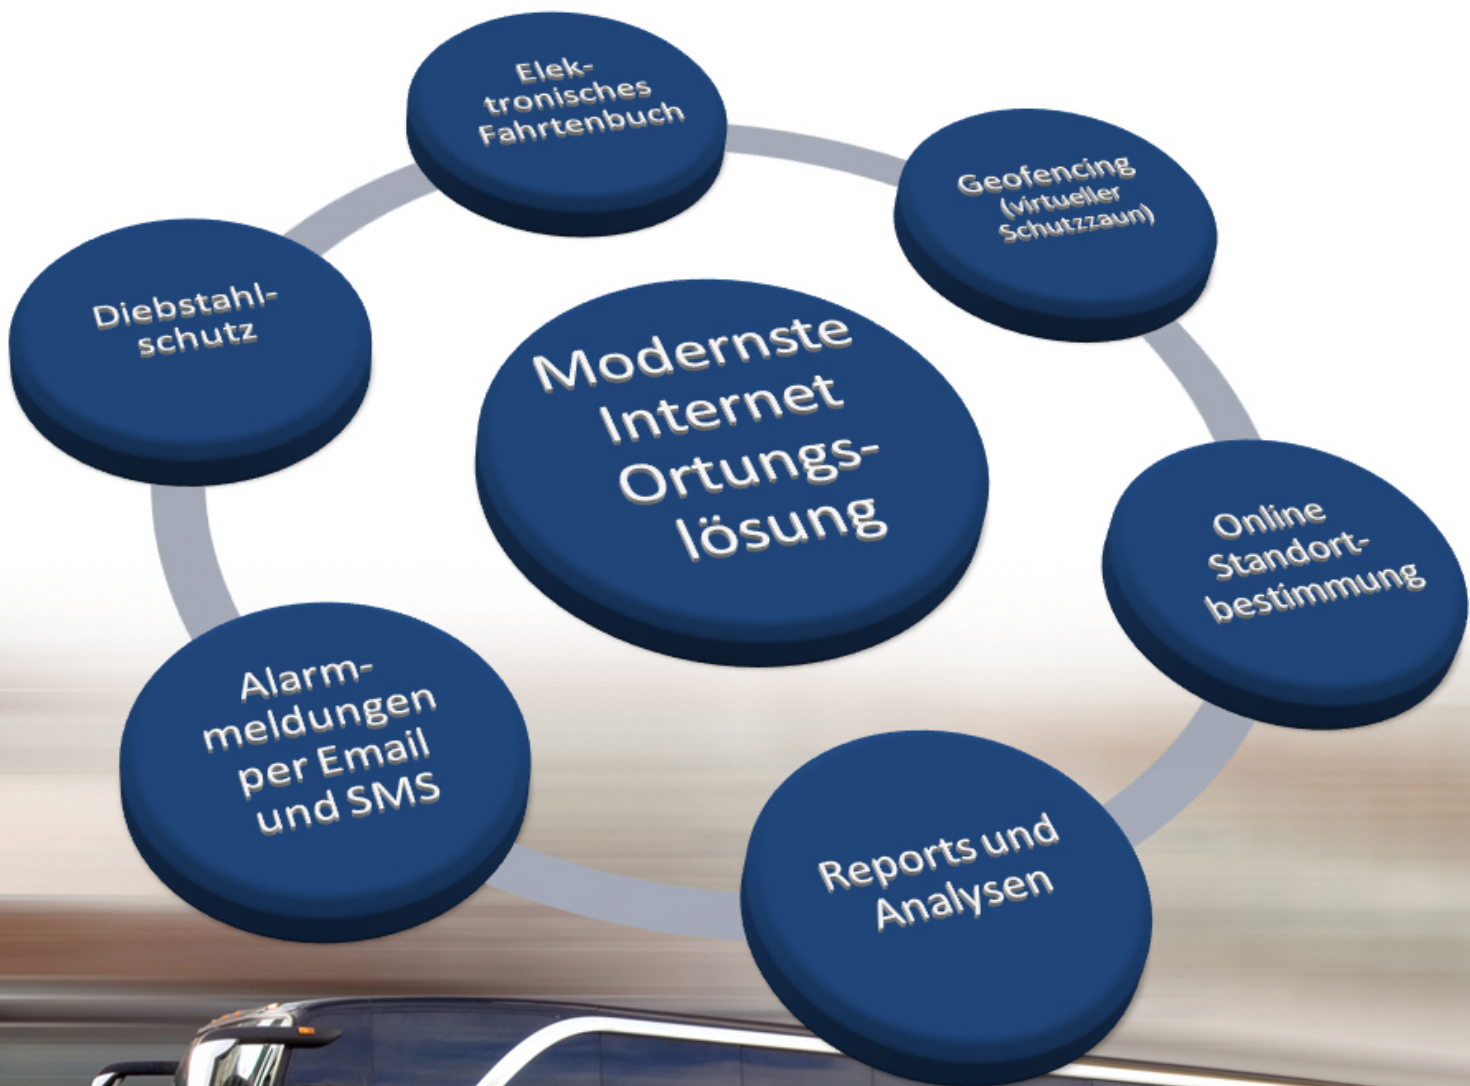 Elek-
tronisches
Fahrtenbuch
Geofencing
(virtueller
Schutzzaun)
Diebstahl-
schutz
Modernste
Internet
Ortungs-
lösung
Online
Standort-
bestimmung
Alarm-
meldungen
per Email
und SMS
Reports und
Analysen